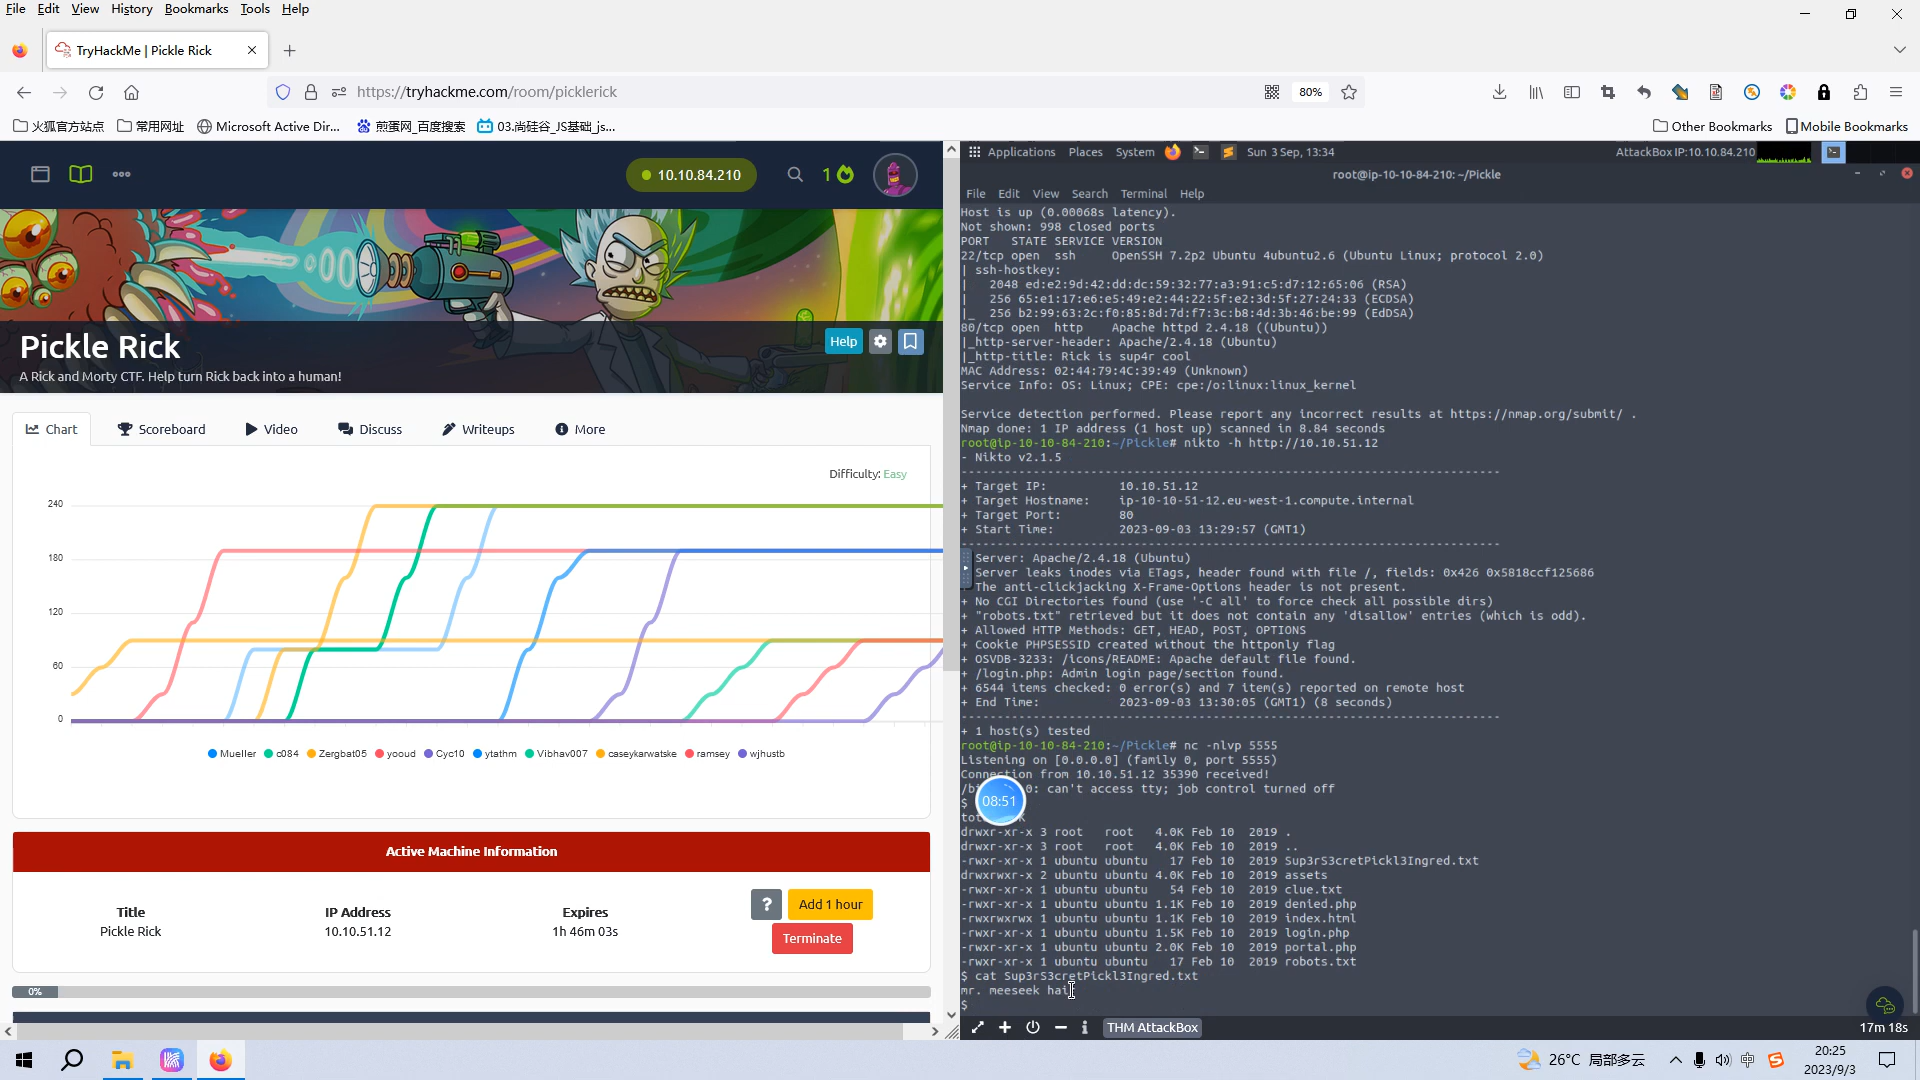 File Edit View History Bookmarks Tools Help
TryHackMe | Pickle Rick
https://tryhackme.com/room/picklerick
80%
火狐官方站点 常用网址 Microsoft Active Dir... 煎蛋网_百度搜索 03.尚硅谷_JS基础_js...
Other Bookmarks Mobile Bookmarks
10.10.84.210
1
Pickle Rick
A Rick and Morty CTF. Help turn Rick back into a human!
Help
Chart Scoreboard Video Discuss Writeups More
Difficulty: Easy
240
180
120
60
0
Mueller c084 Zergbat05 yooud Cyc10 ytathm Vibhav007 caseykarwatske ramsey wjhustb
Active Machine Information
Title IP Address Expires
Pickle Rick 10.10.51.12 1h 46m 03s
? Add 1 hour
Terminate
0%
Applications Places System Sun 3 Sep, 13:34 AttackBox IP:10.10.84.210
root@ip-10-10-84-210: ~/Pickle
File Edit View Search Terminal Help
Host is up (0.00068s latency).
Not shown: 998 closed ports
PORT STATE SERVICE VERSION
22/tcp open ssh OpenSSH 7.2p2 Ubuntu 4ubuntu2.6 (Ubuntu Linux; protocol 2.0)
| ssh-hostkey:
| 2048 ed:e2:9d:42:dd:dc:59:32:77:a3:91:c5:d7:12:65:06 (RSA)
| 256 65:e1:17:e6:e5:49:e2:44:22:5f:e2:3d:5f:27:24:33 (ECDSA)
|_ 256 b2:99:63:2c:f0:85:8d:7d:f7:3c:b8:4d:3b:46:be:99 (EdDSA)
80/tcp open http Apache httpd 2.4.18 ((Ubuntu))
|_http-server-header: Apache/2.4.18 (Ubuntu)
|_http-title: Rick is sup4r cool
MAC Address: 02:44:79:4C:39:49 (Unknown)
Service Info: OS: Linux; CPE: cpe:/o:linux:linux_kernel
Service detection performed. Please report any incorrect results at https://nmap.org/submit/ .
Nmap done: 1 IP address (1 host up) scanned in 8.84 seconds
root@ip-10-10-84-210:~/Pickle# nikto -h http://10.10.51.12
- Nikto v2.1.5
---------------------------------------------------------------------------
+ Target IP: 10.10.51.12
+ Target Hostname: ip-10-10-51-12.eu-west-1.compute.internal
+ Target Port: 80
+ Start Time: 2023-09-03 13:29:57 (GMT1)
---------------------------------------------------------------------------
Server: Apache/2.4.18 (Ubuntu)
Server leaks inodes via ETags, header found with file /, fields: 0x426 0x5818ccf125686
The anti-clickjacking X-Frame-Options header is not present.
+ No CGI Directories found (use '-C all' to force check all possible dirs)
+ "robots.txt" retrieved but it does not contain any 'disallow' entries (which is odd).
+ Allowed HTTP Methods: GET, HEAD, POST, OPTIONS
+ Cookie PHPSESSID created without the httponly flag
+ OSVDB-3233: /icons/README: Apache default file found.
+ /login.php: Admin login page/section found.
+ 6544 items checked: 0 error(s) and 7 item(s) reported on remote host
+ End Time: 2023-09-03 13:30:05 (GMT1) (8 seconds)
---------------------------------------------------------------------------
+ 1 host(s) tested
root@ip-10-10-84-210:~/Pickle# nc -nlvp 5555
Listening on [0.0.0.0] (family 0, port 5555)
Connection from 10.10.51.12 35390 received!
0: can't access tty; job control turned off
$
08:51
drwxr-xr-x 3 root root 4.0K Feb 10 2019 .
drwxr-xr-x 3 root root 4.0K Feb 10 2019 ..
-rwxr-xr-x 1 ubuntu ubuntu 17 Feb 10 2019 Sup3rS3cretPickl3Ingred.txt
drwxrwxr-x 2 ubuntu ubuntu 4.0K Feb 10 2019 assets
-rwxr-xr-x 1 ubuntu ubuntu 54 Feb 10 2019 clue.txt
-rwxr-xr-x 1 ubuntu ubuntu 1.1K Feb 10 2019 denied.php
-rwxrwxrwx 1 ubuntu ubuntu 1.1K Feb 10 2019 index.html
-rwxr-xr-x 1 ubuntu ubuntu 1.5K Feb 10 2019 login.php
-rwxr-xr-x 1 ubuntu ubuntu 2.0K Feb 10 2019 portal.php
-rwxr-xr-x 1 ubuntu ubuntu 17 Feb 10 2019 robots.txt
$ cat Sup3rS3cretPickl3Ingred.txt
mr. meeseek hai
$
THM AttackBox
17m 18s
26°C 局部多云
中
20:25
2023/9/3